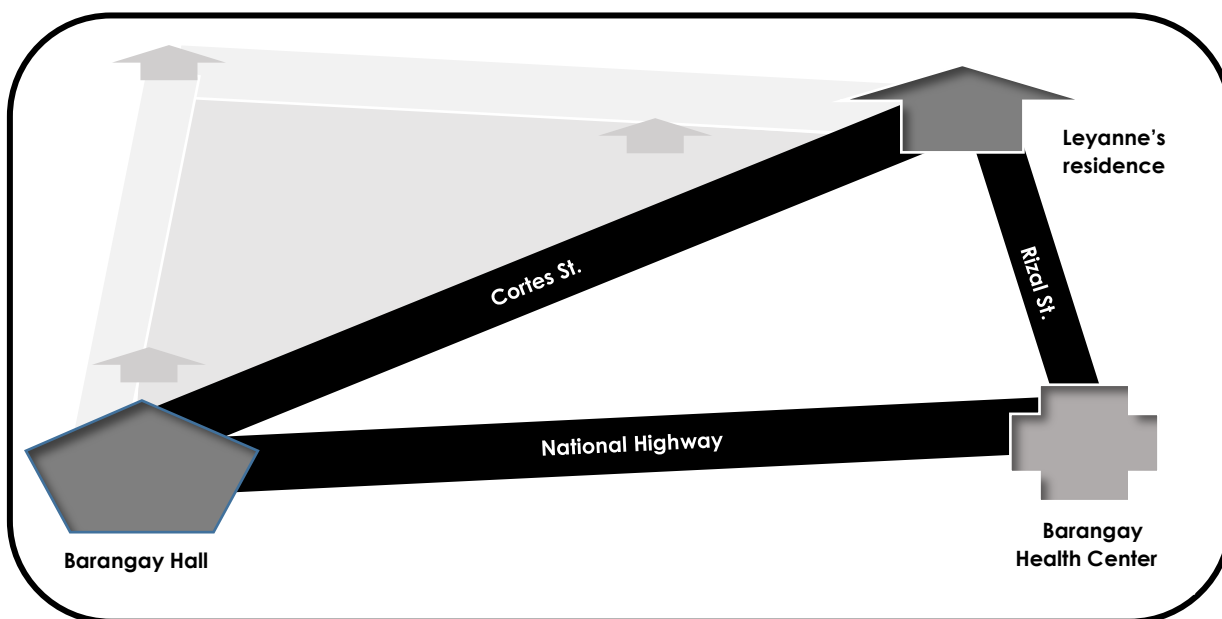 Leyanne’s
residence
Cortes St.
Rizal St.
National Highway
Barangay Hall
Barangay
Health Center